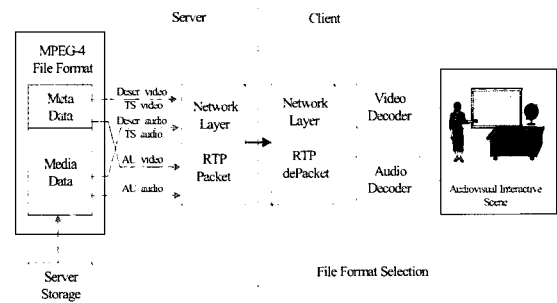 Server
Client
MPEG-4
File Format
Meta
Data
Media
Data
Descr video
TS video
Descr audio
TS audio
AU video
AU audio
Network
Layer
RTP
Packet
Network
Layer
RTP
dePacket
Video
Decoder
Audio
Decoder
Audiovisual Interactive
Scene
Server
Storage
File Format Selection